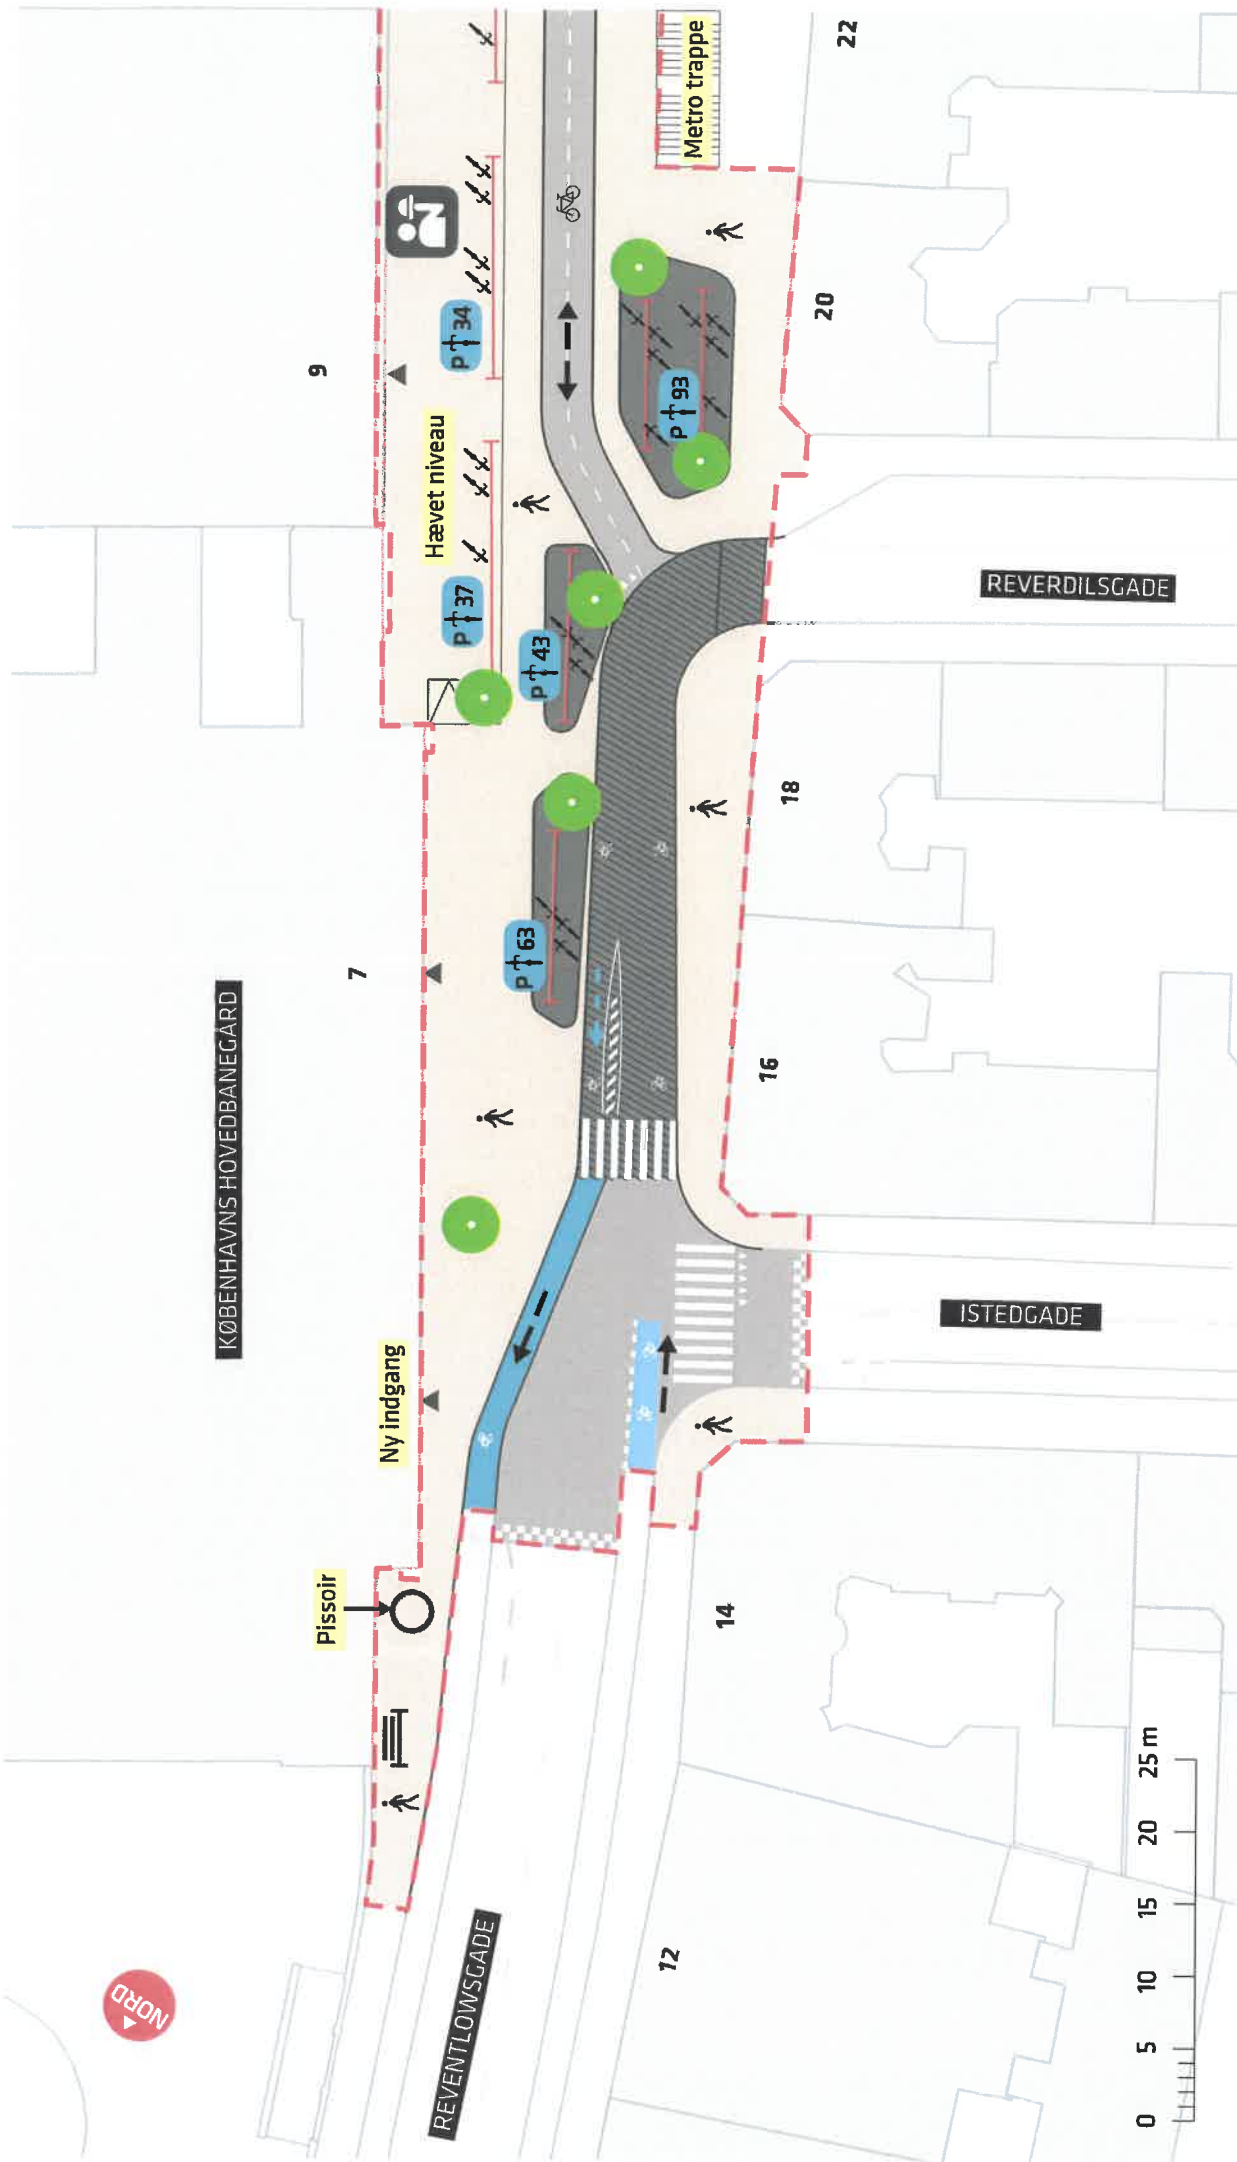 NORD
KØBENHAVNS HOVEDBANEGÅRD
7
9
Pissoir
Ny indgang
Hævet niveau
P 37
P 34
P 63
P 43
P 93
Metro trappe
REVENTLOWSGADE
12
14
16
18
20
22
ISTEDGADE
REVERDILSGADE
0 5 10 15 20 25 m